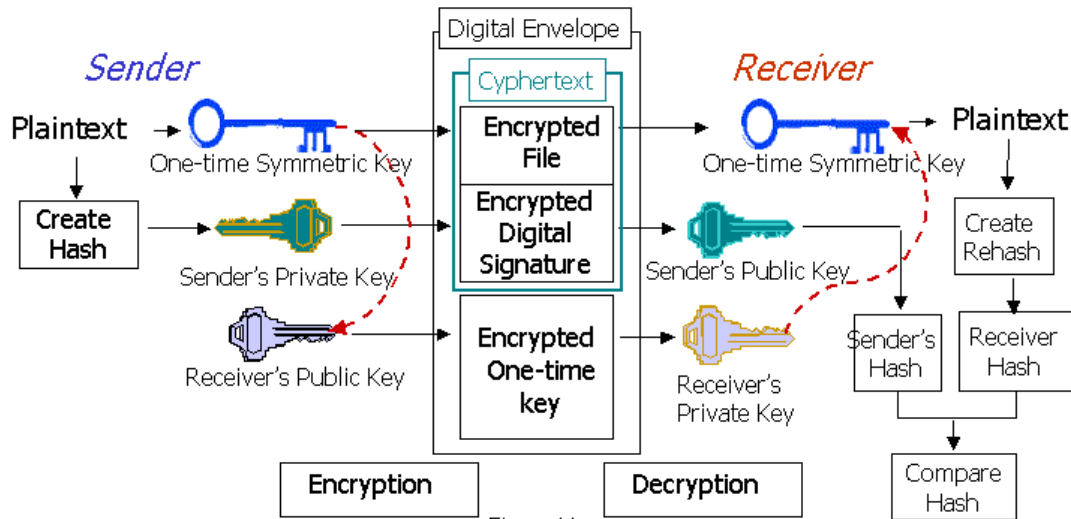 Digital Envelope
Sender
Cyphertext
Receiver
Plaintext
One-time Symmetric Key
Encrypted
File
One-time Symmetric Key
Plaintext
Create
Hash
Sender's Private Key
Encrypted
Digital
Signature
Sender's Public Key
Create
Rehash
Receiver's Public Key
Encrypted
One-time
key
Receiver's
Private Key
Sender's
Hash
Receiver
Hash
Encryption
Decryption
Compare
Hash